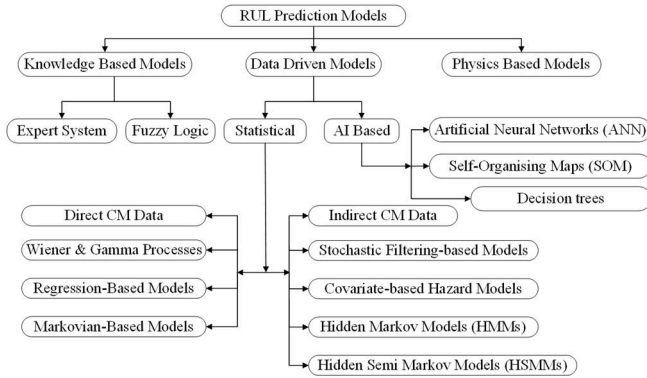 RUL Prediction Models
Knowledge Based Models
Data Driven Models
Physics Based Models
Expert System
Fuzzy Logic
Statistical
AI Based
Artificial Neural Networks (ANN)
Self-Organising Maps (SOM)
Decision trees
Direct CM Data
Wiener & Gamma Processes
Regression-Based Models
Markovian-Based Models
Indirect CM Data
Stochastic Filtering-based Models
Covariate-based Hazard Models
Hidden Markov Models (HMMs)
Hidden Semi Markov Models (HSMMs)